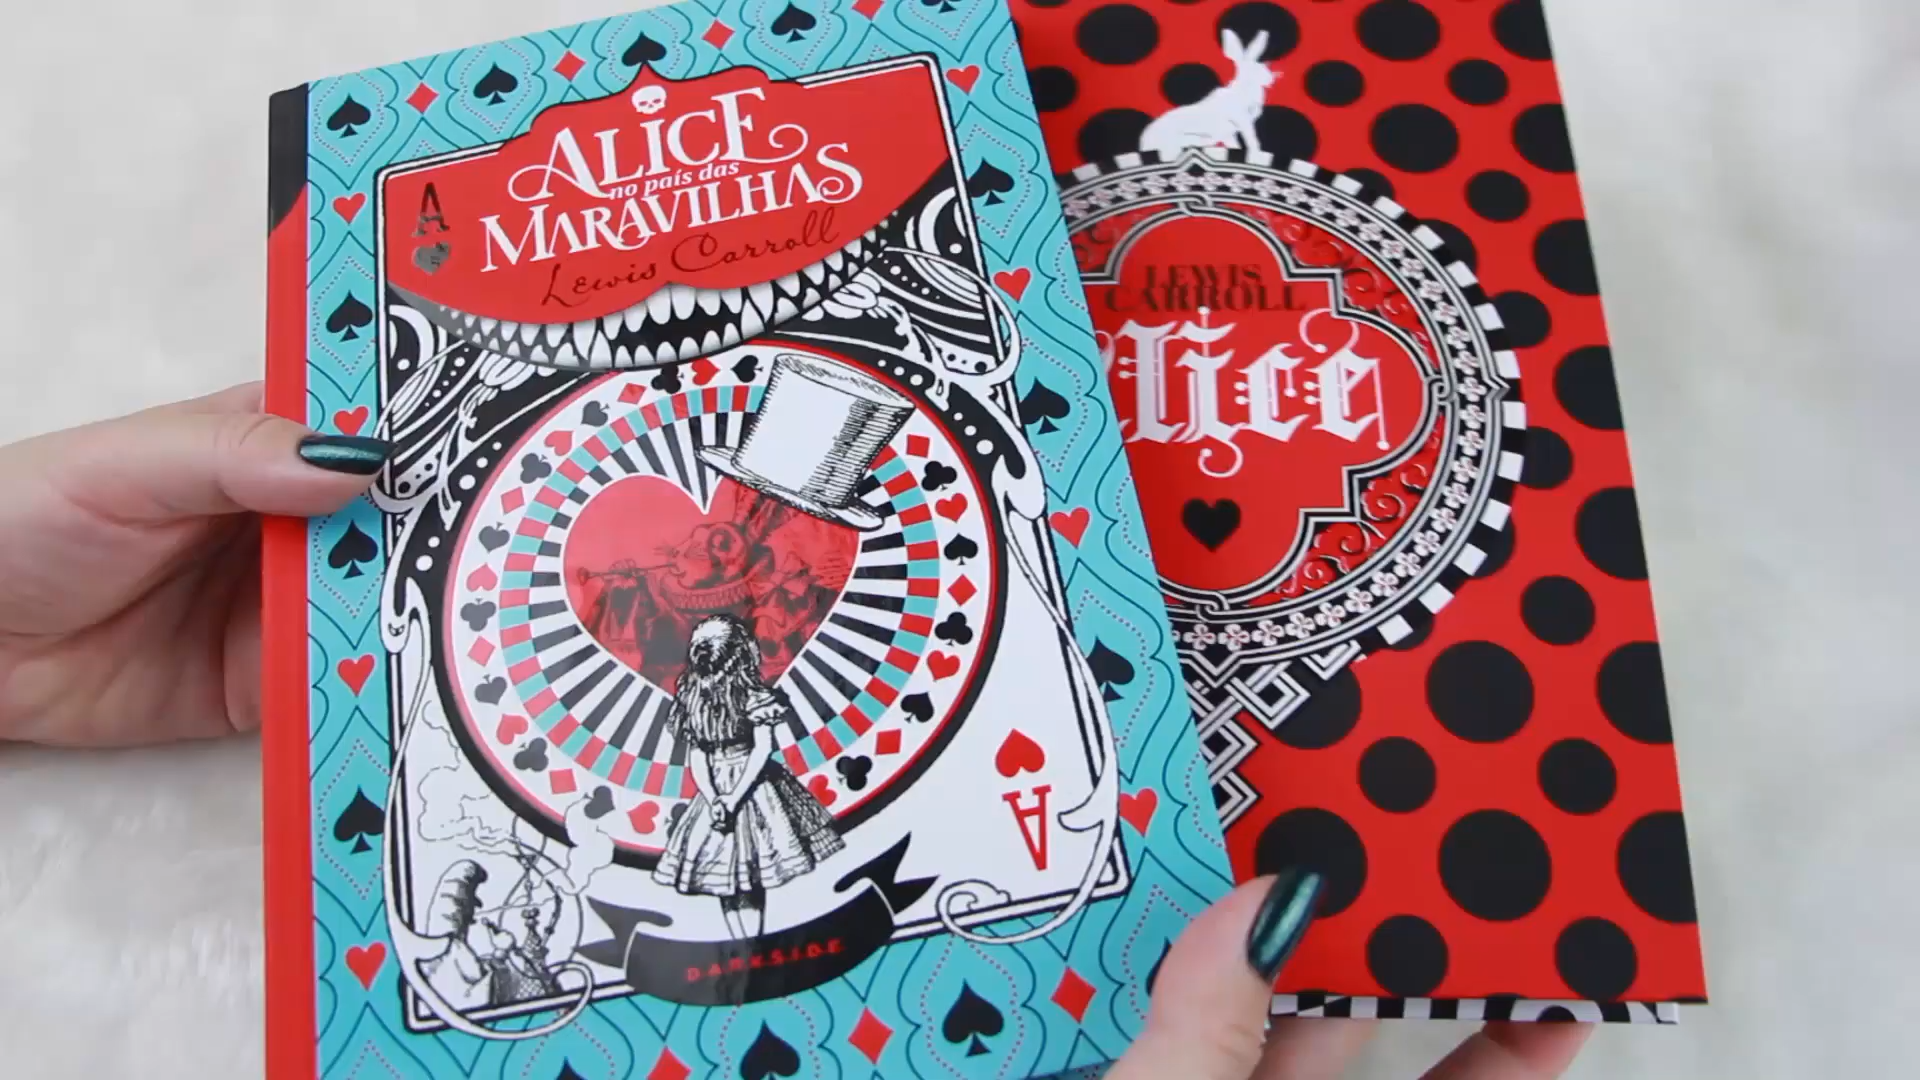 ALICE
no país das
MARAVILHAS
Lewis Carroll
A
A
DARKSIDE
LEWIS
CARROLL
Alice